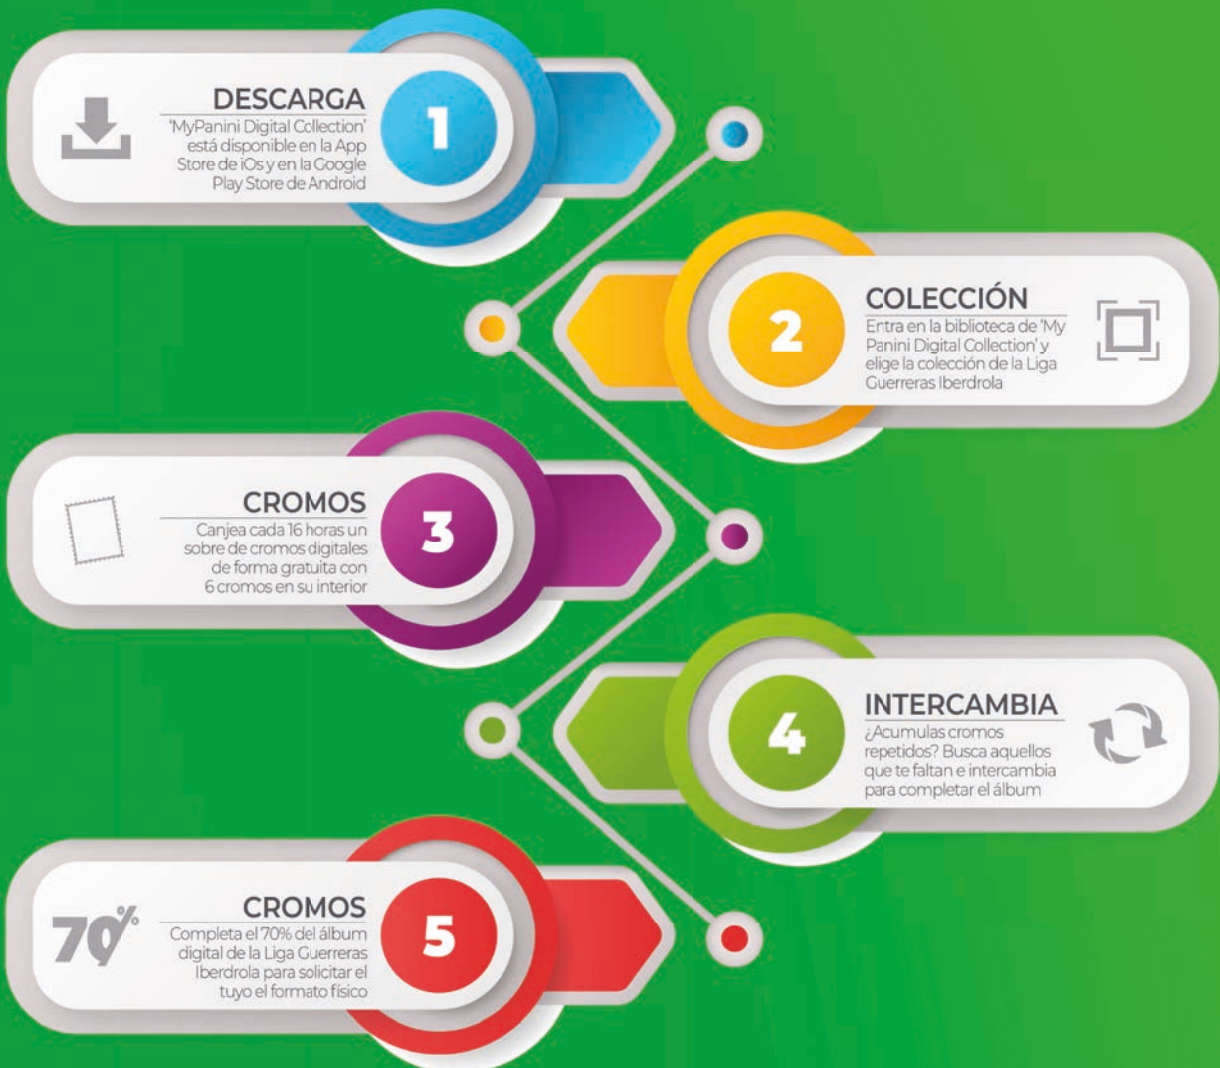 DESCARGA
'MyPanini Digital Collection'
está disponible en la App
Store de iOs y en la Google
Play Store de Android
1
COLECCIÓN
Entra en la biblioteca de 'My
Panini Digital Collection' y
elige la colección de la Liga
Guerreras Iberdrola
2
CROMOS
Canjea cada 16 horas un
sobre de cromos digitales
de forma gratuita con
6 cromos en su interior
3
INTERCAMBIA
¿Acumulas cromos
repetidos? Busca aquellos
que te faltan e intercambia
para completar el álbum
4
70%
CROMOS
Completa el 70% del álbum
digital de la Liga Guerreras
Iberdrola para solicitar el
tuyo el formato físico
5